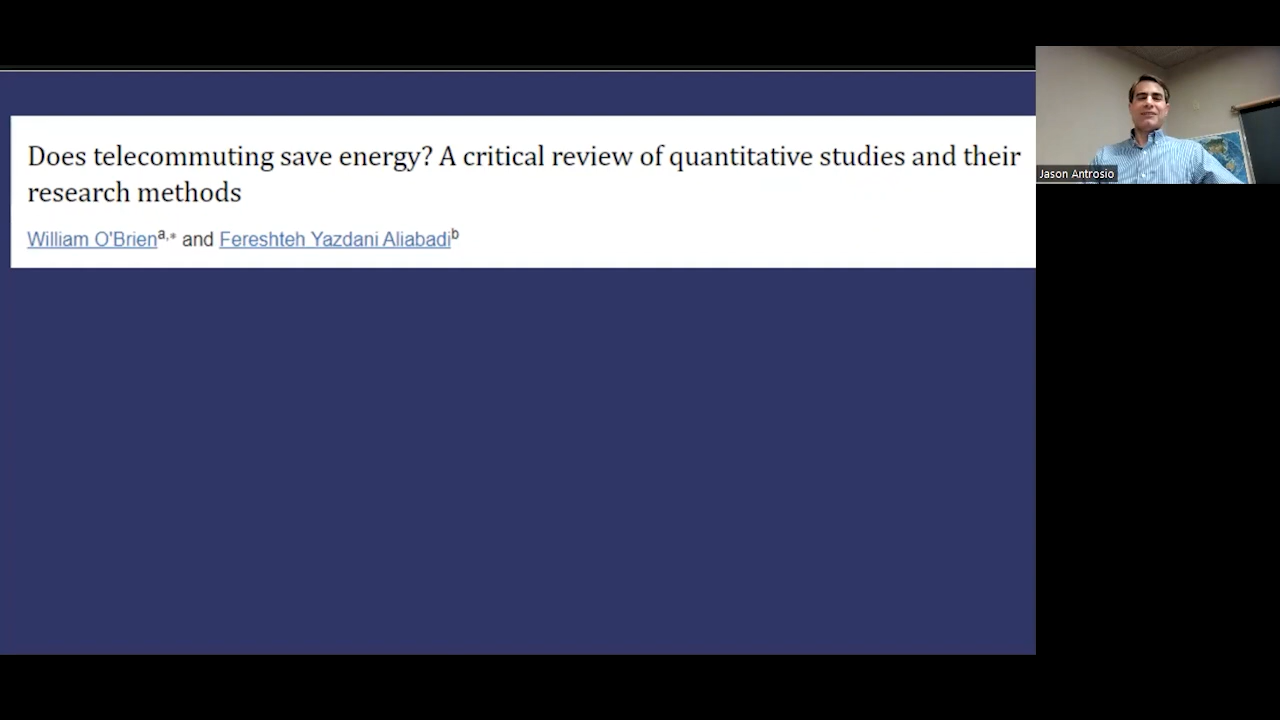 Does telecommuting save energy? A critical review of quantitative studies and their
research methods
William O'Brienᵃ,* and Fereshteh Yazdani Aliabadiᵇ
Jason Antrosio